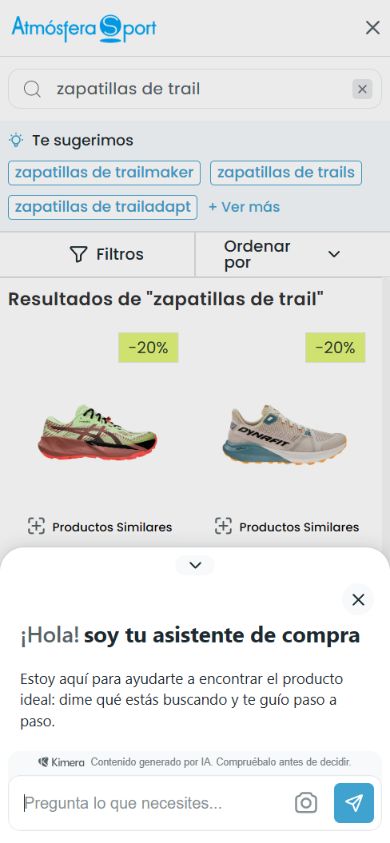 Atmósfera Sport
zapatillas de trail
Te sugerimos
zapatillas de trailmaker
zapatillas de trails
zapatillas de trailadapt
+ Ver más
Filtros
Ordenar
por
Resultados de "zapatillas de trail"
-20%
-20%
DYNAFIT
Productos Similares
Productos Similares
¡Hola! soy tu asistente de compra
Estoy aquí para ayudarte a encontrar el producto
ideal: dime qué estás buscando y te guío paso a
paso.
Kimera Contenido generado por IA. Compruébalo antes de decidir.
Pregunta lo que necesites...